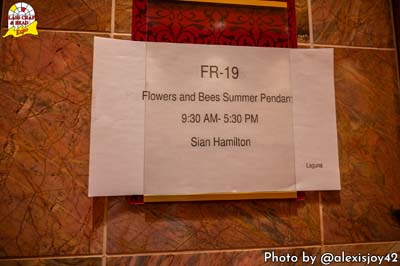 FR-19
Flowers and Bees Summer Pendant
9:30 AM- 5:30 PM
Sian Hamilton
Laguna
Photo by @alexisjoy42